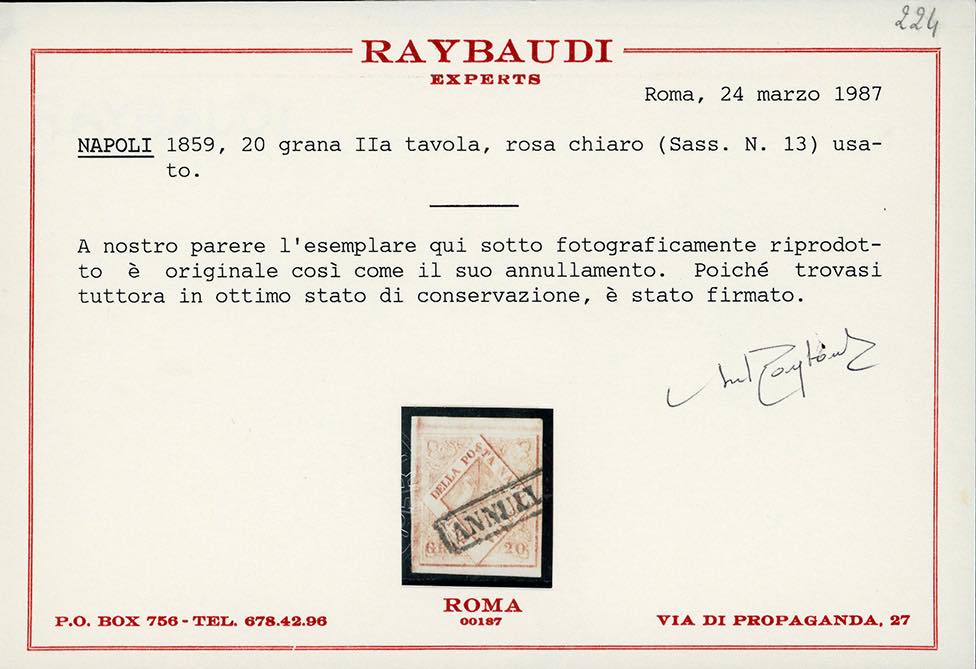 224
RAYBAUDI
EXPERTS
Roma, 24 marzo 1987
NAPOLI 1859, 20 grana IIa tavola, rosa chiaro (Sass. N. 13) usa-
to.
A nostro parere l'esemplare qui sotto fotograficamente riprodot-
to è originale così come il suo annullamento. Poiché trovasi
tuttora in ottimo stato di conservazione, è stato firmato.
DELLA POSTA
ANNULL
G 20
ROMA
00187
P.O. BOX 756 - TEL. 678.42.96
VIA DI PROPAGANDA, 27